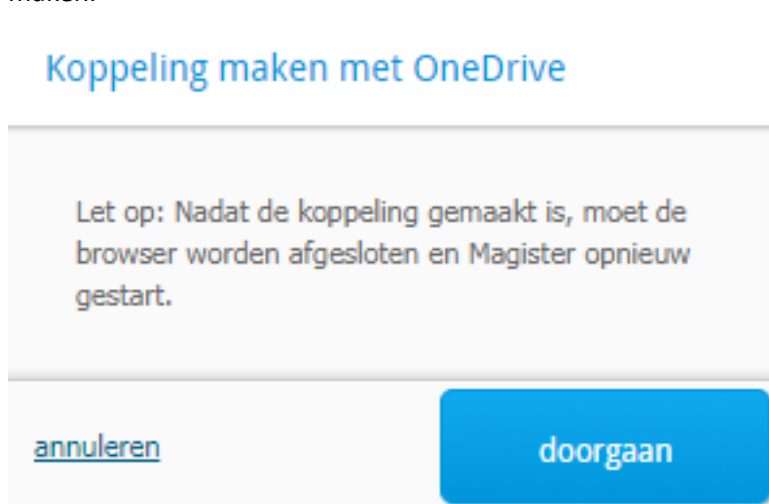 maken.
Koppeling maken met OneDrive
Let op: Nadat de koppeling gemaakt is, moet de
browser worden afgesloten en Magister opnieuw
gestart.
annuleren
doorgaan